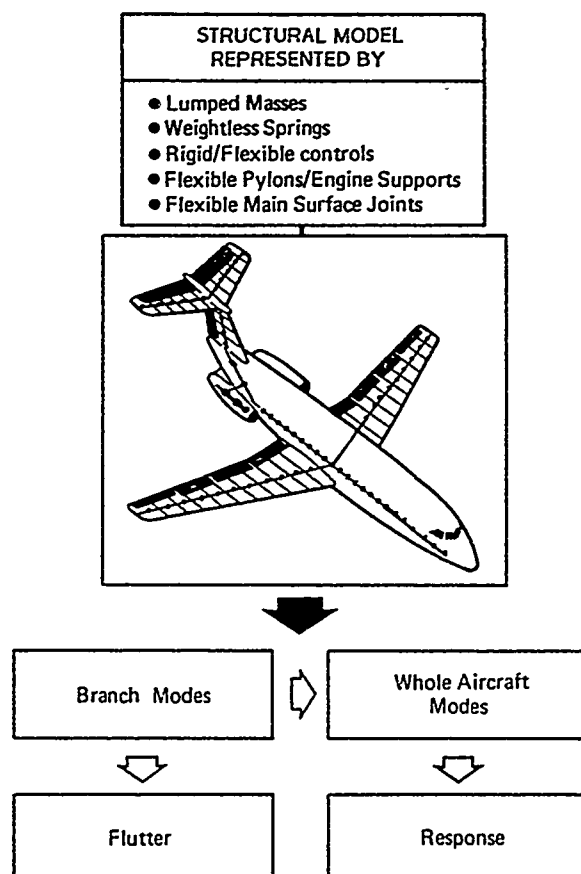 STRUCTURAL MODEL
REPRESENTED BY
● Lumped Masses
● Weightless Springs
● Rigid/Flexible controls
● Flexible Pylons/Engine Supports
● Flexible Main Surface Joints
Branch Modes
Whole Aircraft
Modes
Flutter
Response